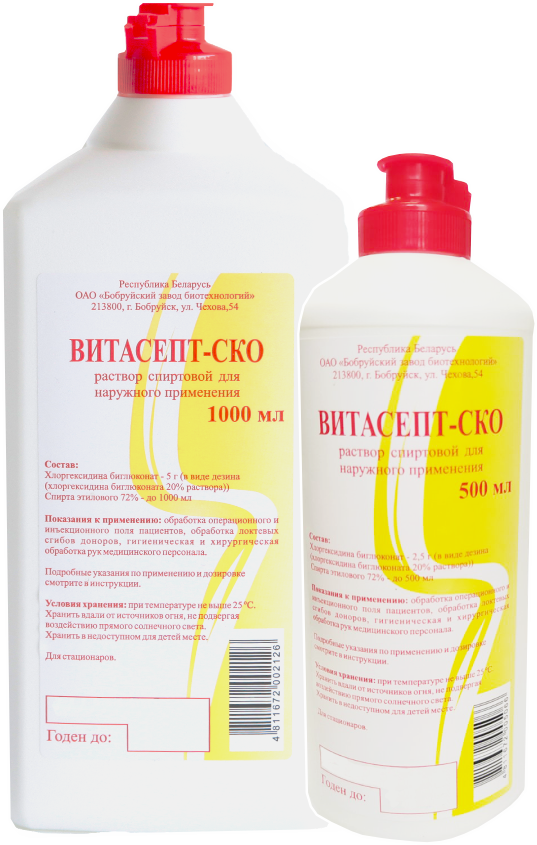 Республика Беларусь
ОАО «Бобруйский завод биотехнологий»
213800, г. Бобруйск, ул. Чехова,54
ВИТАСЕПТ-СКО
раствор спиртовой для
наружного применения
1000 мл
Состав:
Хлоргексидина биглюконат - 5 г (в виде дезина
(хлоргексидина биглюконата 20% раствора))
Спирта этилового 72% - до 1000 мл
Показания к применению: обработка операционного и
инъекционного поля пациентов, обработка локтевых
сгибов доноров, гигиеническая и хирургическая
обработка рук медицинского персонала.
Подробные указания по применению и дозировке
смотрите в инструкции.
Условия хранения: при температуре не выше 25 °С.
Хранить вдали от источников огня, не подвергая
воздействию прямого солнечного света.
Хранить в недоступном для детей месте.
Для стационаров.
Годен до:
4 811672 002126
Республика Беларусь
ОАО «Бобруйский завод биотехнологий»
213800, г. Бобруйск, ул. Чехова,54
ВИТАСЕПТ-СКО
раствор спиртовой для
наружного применения
500 мл
Состав:
Хлоргексидина биглюконат - 2,5 г (в виде дезина
(хлоргексидина биглюконата 20% раствора))
Спирта этилового 72% - до 500 мл
Показания к применению: обработка операционного и
инъекционного поля пациентов, обработка локтевых
сгибов доноров, гигиеническая и хирургическая
обработка рук медицинского персонала.
Подробные указания по применению и дозировке
смотрите в инструкции.
Условия хранения: при температуре не выше 25 °С.
Хранить вдали от источников огня, не подвергая
воздействию прямого солнечного света.
Хранить в недоступном для детей месте.
Для стационаров.
Годен до: